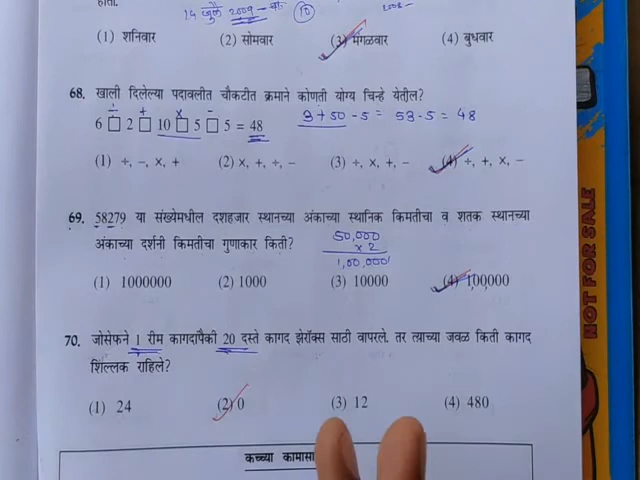 होता.
14 जुलै 2009 - 10
(1) शनिवार (2) सोमवार (3) मंगळवार (4) बुधवार
68. खाली दिलेल्या पदावलीत चौकटीत क्रमाने कोणती योग्य चिन्हे येतील?
÷ + x -
6 □ 2 □ 10 □ 5 □ 5 = 48 3 + 50 - 5 = 53 - 5 = 48
(1) ÷, –, x, + (2) x, +, ÷, – (3) ÷, x, +, – (4) ÷, +, x, –
69. 58279 या संख्येमधील दशहजार स्थानच्या अंकाच्या स्थानिक किमतीचा व शतक स्थानच्या
अंकाच्या दर्शनी किमतीचा गुणाकार किती? 50,000
x 2
1,00,000
(1) 1000000 (2) 1000 (3) 10000 (4) 100000
70. जोसेफने 1 रीम कागदापैकी 20 दस्ते कागद झेरॉक्स साठी वापरले. तर त्याच्या जवळ किती कागद
शिल्लक राहिले?
(1) 24 (2) 0 (3) 12 (4) 480
कच्च्या कामासा
NOT FOR SALE